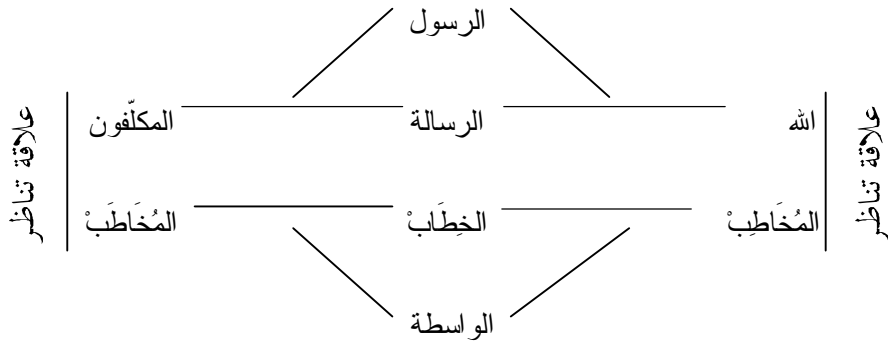 الرسول
علاقة تناظر
الله الرسالة المكلّفون
علاقة تناظر
المُخَاطِبْ الخِطَابْ المُخَاطَبْ
الواسطة